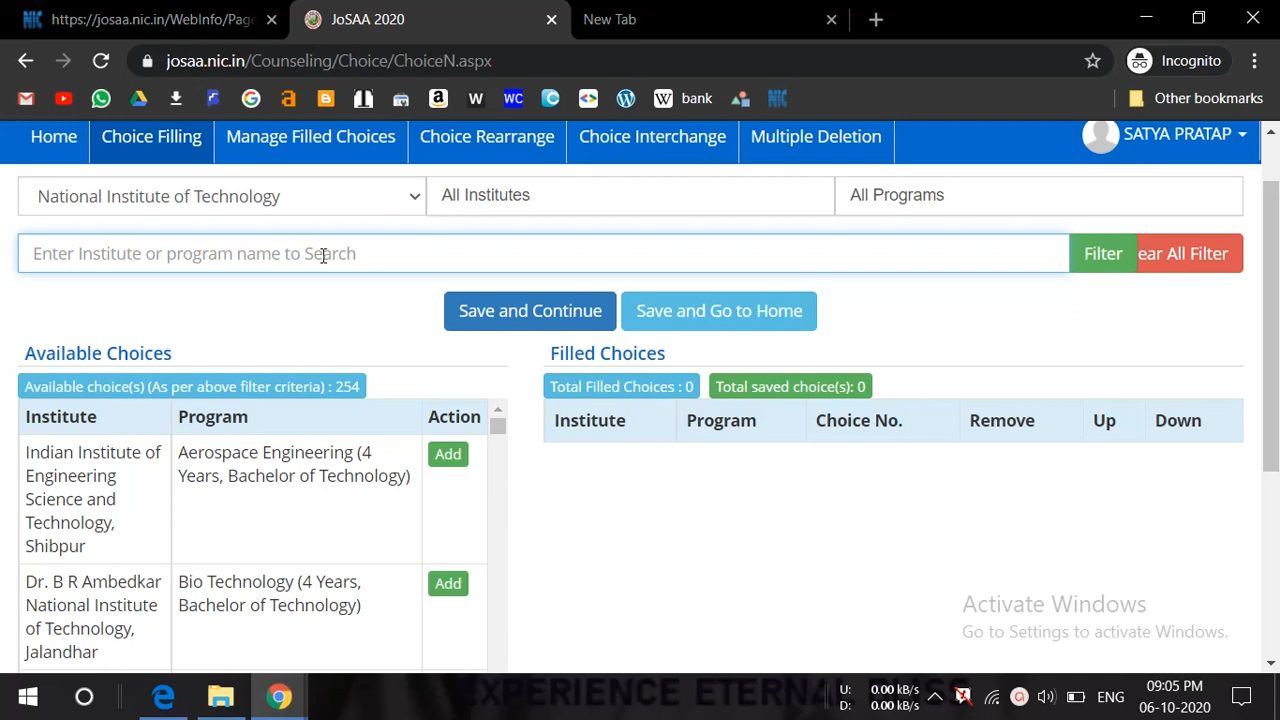 https://josaa.nic.in/WebInfo/Page
JoSAA 2020
New Tab
josaa.nic.in/Counseling/Choice/ChoiceN.aspx
Incognito
W
WC
W
bank
Other bookmarks
Home
Choice Filling
Manage Filled Choices
Choice Rearrange
Choice Interchange
Multiple Deletion
SATYA PRATAP
National Institute of Technology
All Institutes
All Programs
Enter Institute or program name to Search
Filter
ear All Filter
Save and Continue
Save and Go to Home
Available Choices
Filled Choices
Available choice(s) (As per above filter criteria) : 254
Total Filled Choices : 0
Total saved choice(s): 0
Institute
Program
Action
Institute
Program
Choice No.
Remove
Up
Down
Indian Institute of
Engineering
Science and
Technology,
Shibpur
Aerospace Engineering (4
Years, Bachelor of Technology)
Add
Dr. B R Ambedkar
National Institute
of Technology,
Jalandhar
Bio Technology (4 Years,
Bachelor of Technology)
Add
Activate Windows
Go to Settings to activate Windows.
U: 0.00 kB/s
D: 0.00 kB/s
ENG
09:05 PM
06-10-2020